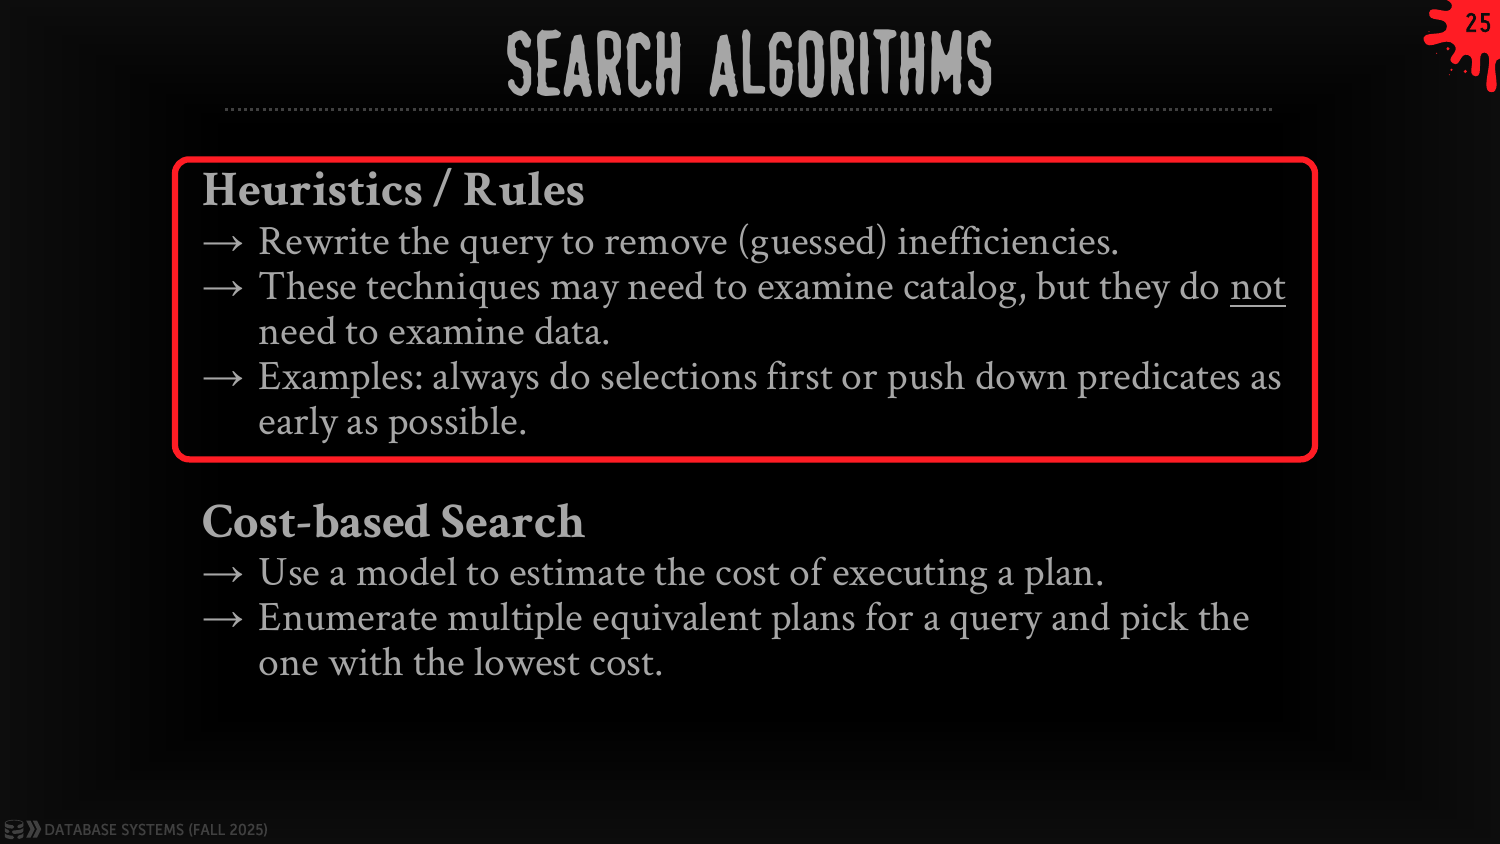 25
SEARCH ALGORITHMS
Heuristics / Rules
→ Rewrite the query to remove (guessed) inefficiencies.
→ These techniques may need to examine catalog, but they do not
need to examine data.
→ Examples: always do selections first or push down predicates as
early as possible.
Cost-based Search
→ Use a model to estimate the cost of executing a plan.
→ Enumerate multiple equivalent plans for a query and pick the
one with the lowest cost.
DATABASE SYSTEMS (FALL 2025)